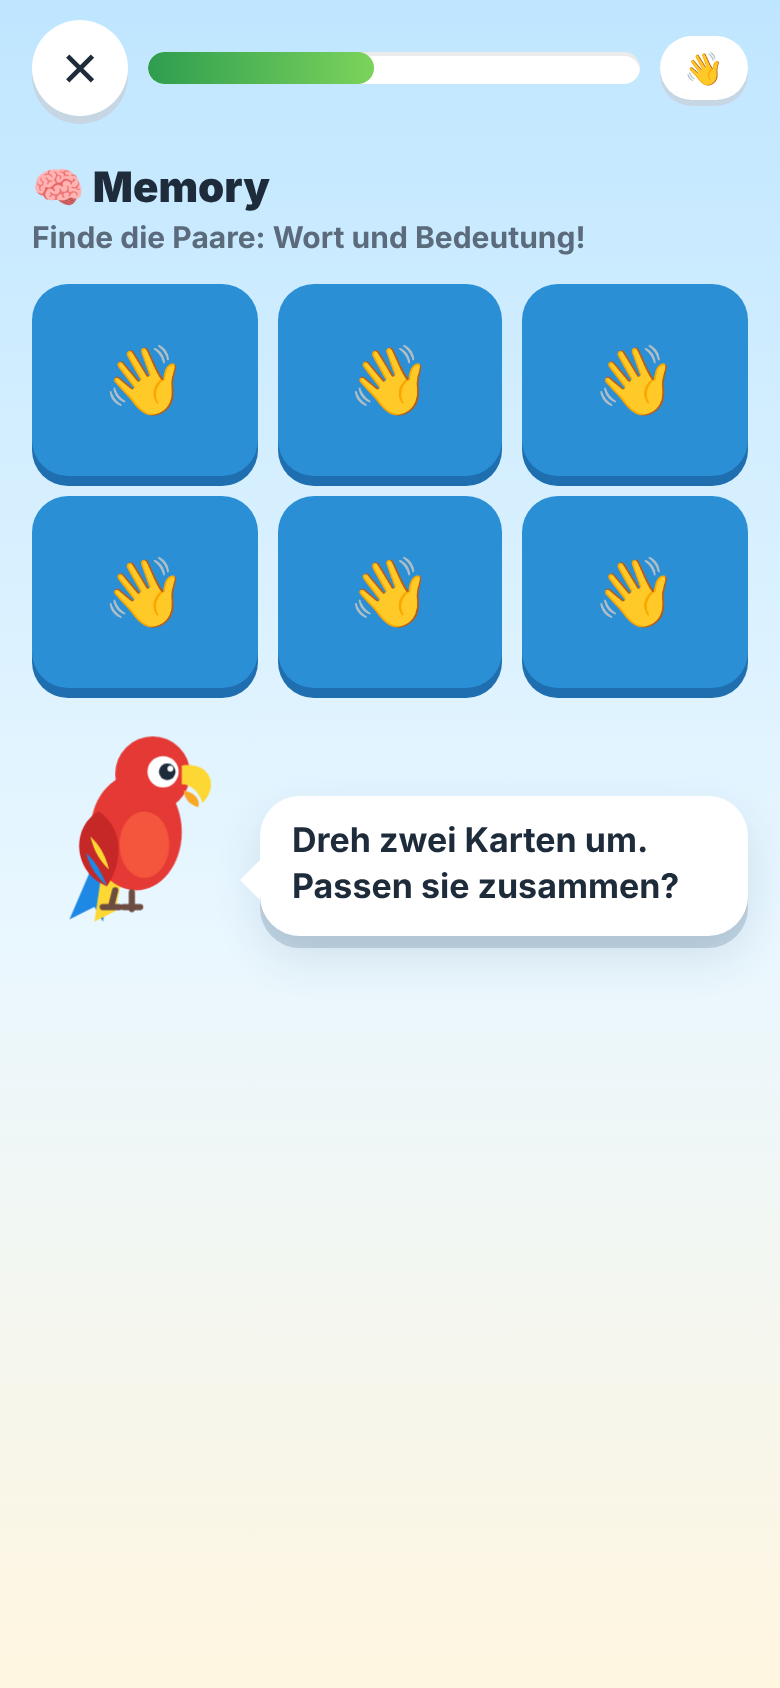 Memory
Finde die Paare: Wort und Bedeutung!
Dreh zwei Karten um.
Passen sie zusammen?